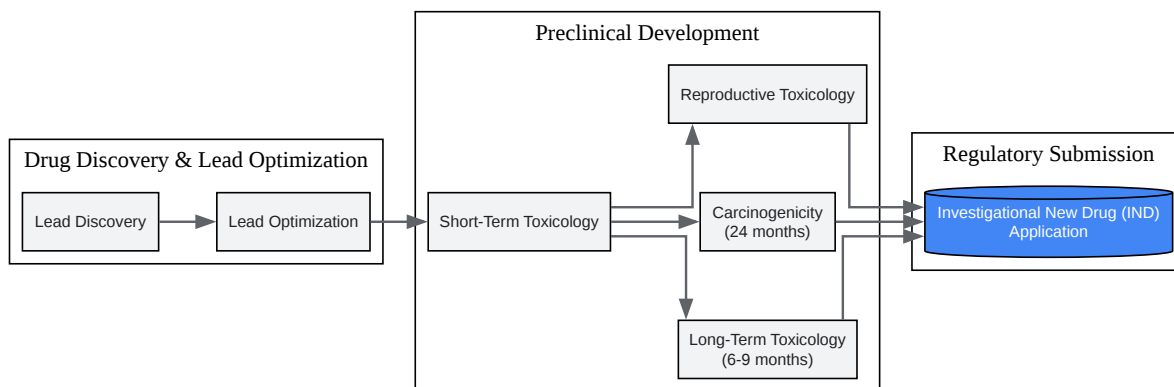 Drug Discovery & Lead Optimization
Lead Discovery
Lead Optimization
Preclinical Development
Short-Term Toxicology
Reproductive Toxicology
Carcinogenicity
(24 months)
Long-Term Toxicology
(6-9 months)
Regulatory Submission
Investigational New Drug (IND)
Application